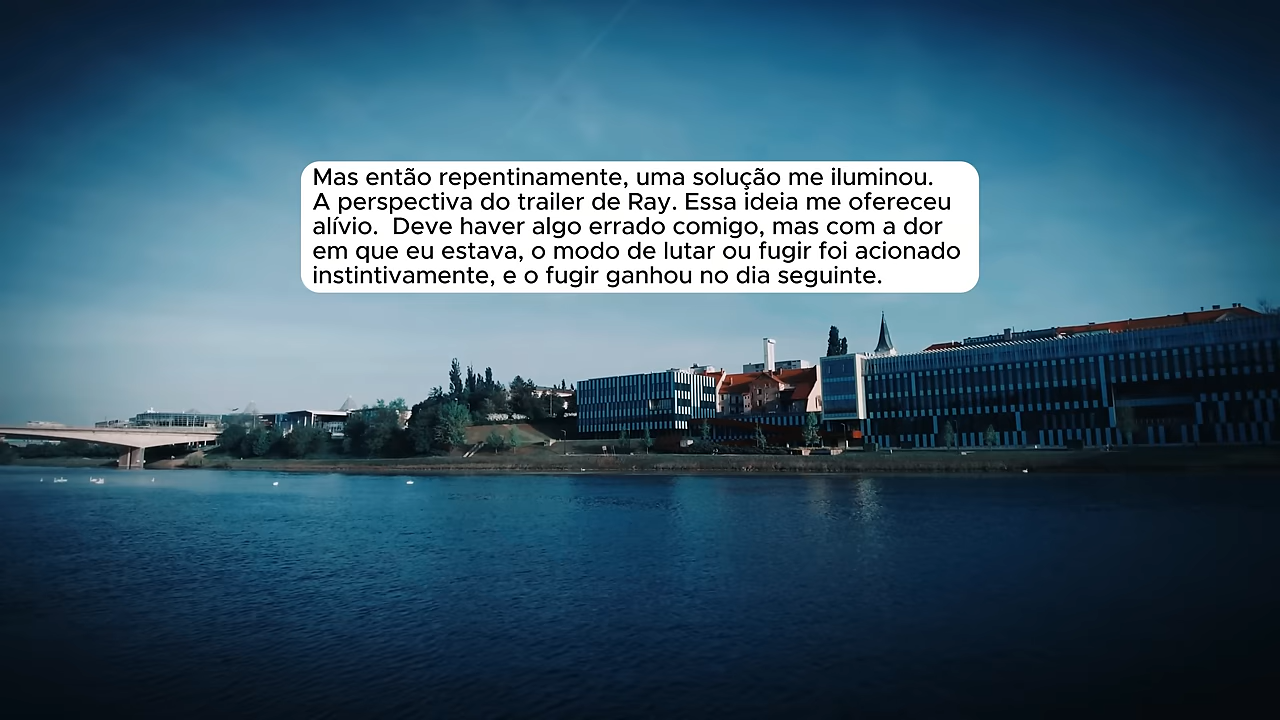 Mas então repentinamente, uma solução me iluminou.
A perspectiva do trailer de Ray. Essa ideia me ofereceu
alívio.  Deve haver algo errado comigo, mas com a dor
em que eu estava, o modo de lutar ou fugir foi acionado
instintivamente, e o fugir ganhou no dia seguinte.